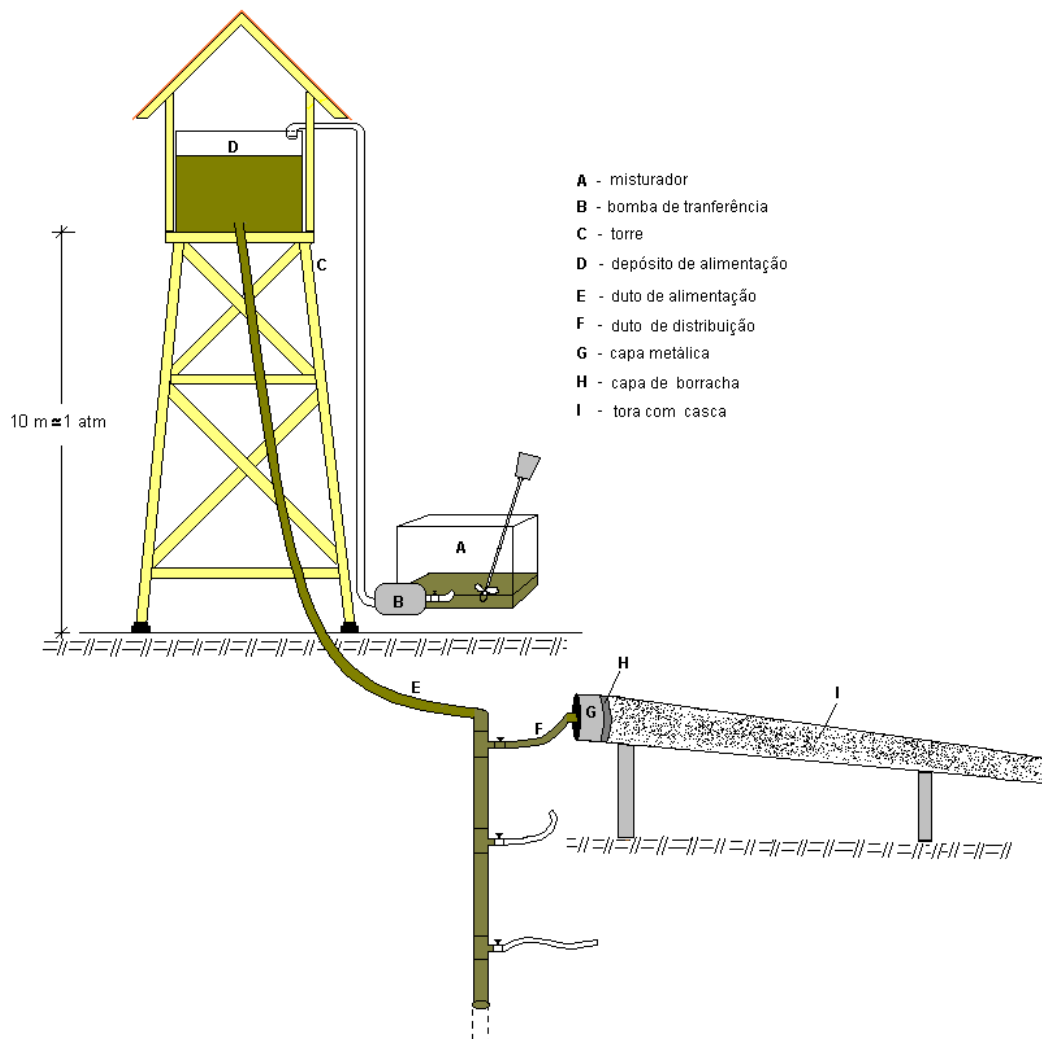 D
A - misturador
B - bomba de tranferência
C - torre
D - depósito de alimentação
E - duto de alimentação
F - duto de distribuição
G - capa metálica
H - capa de borracha
I - tora com casca
C
10 m ≅ 1 atm
A
B
H
E
I
G
F